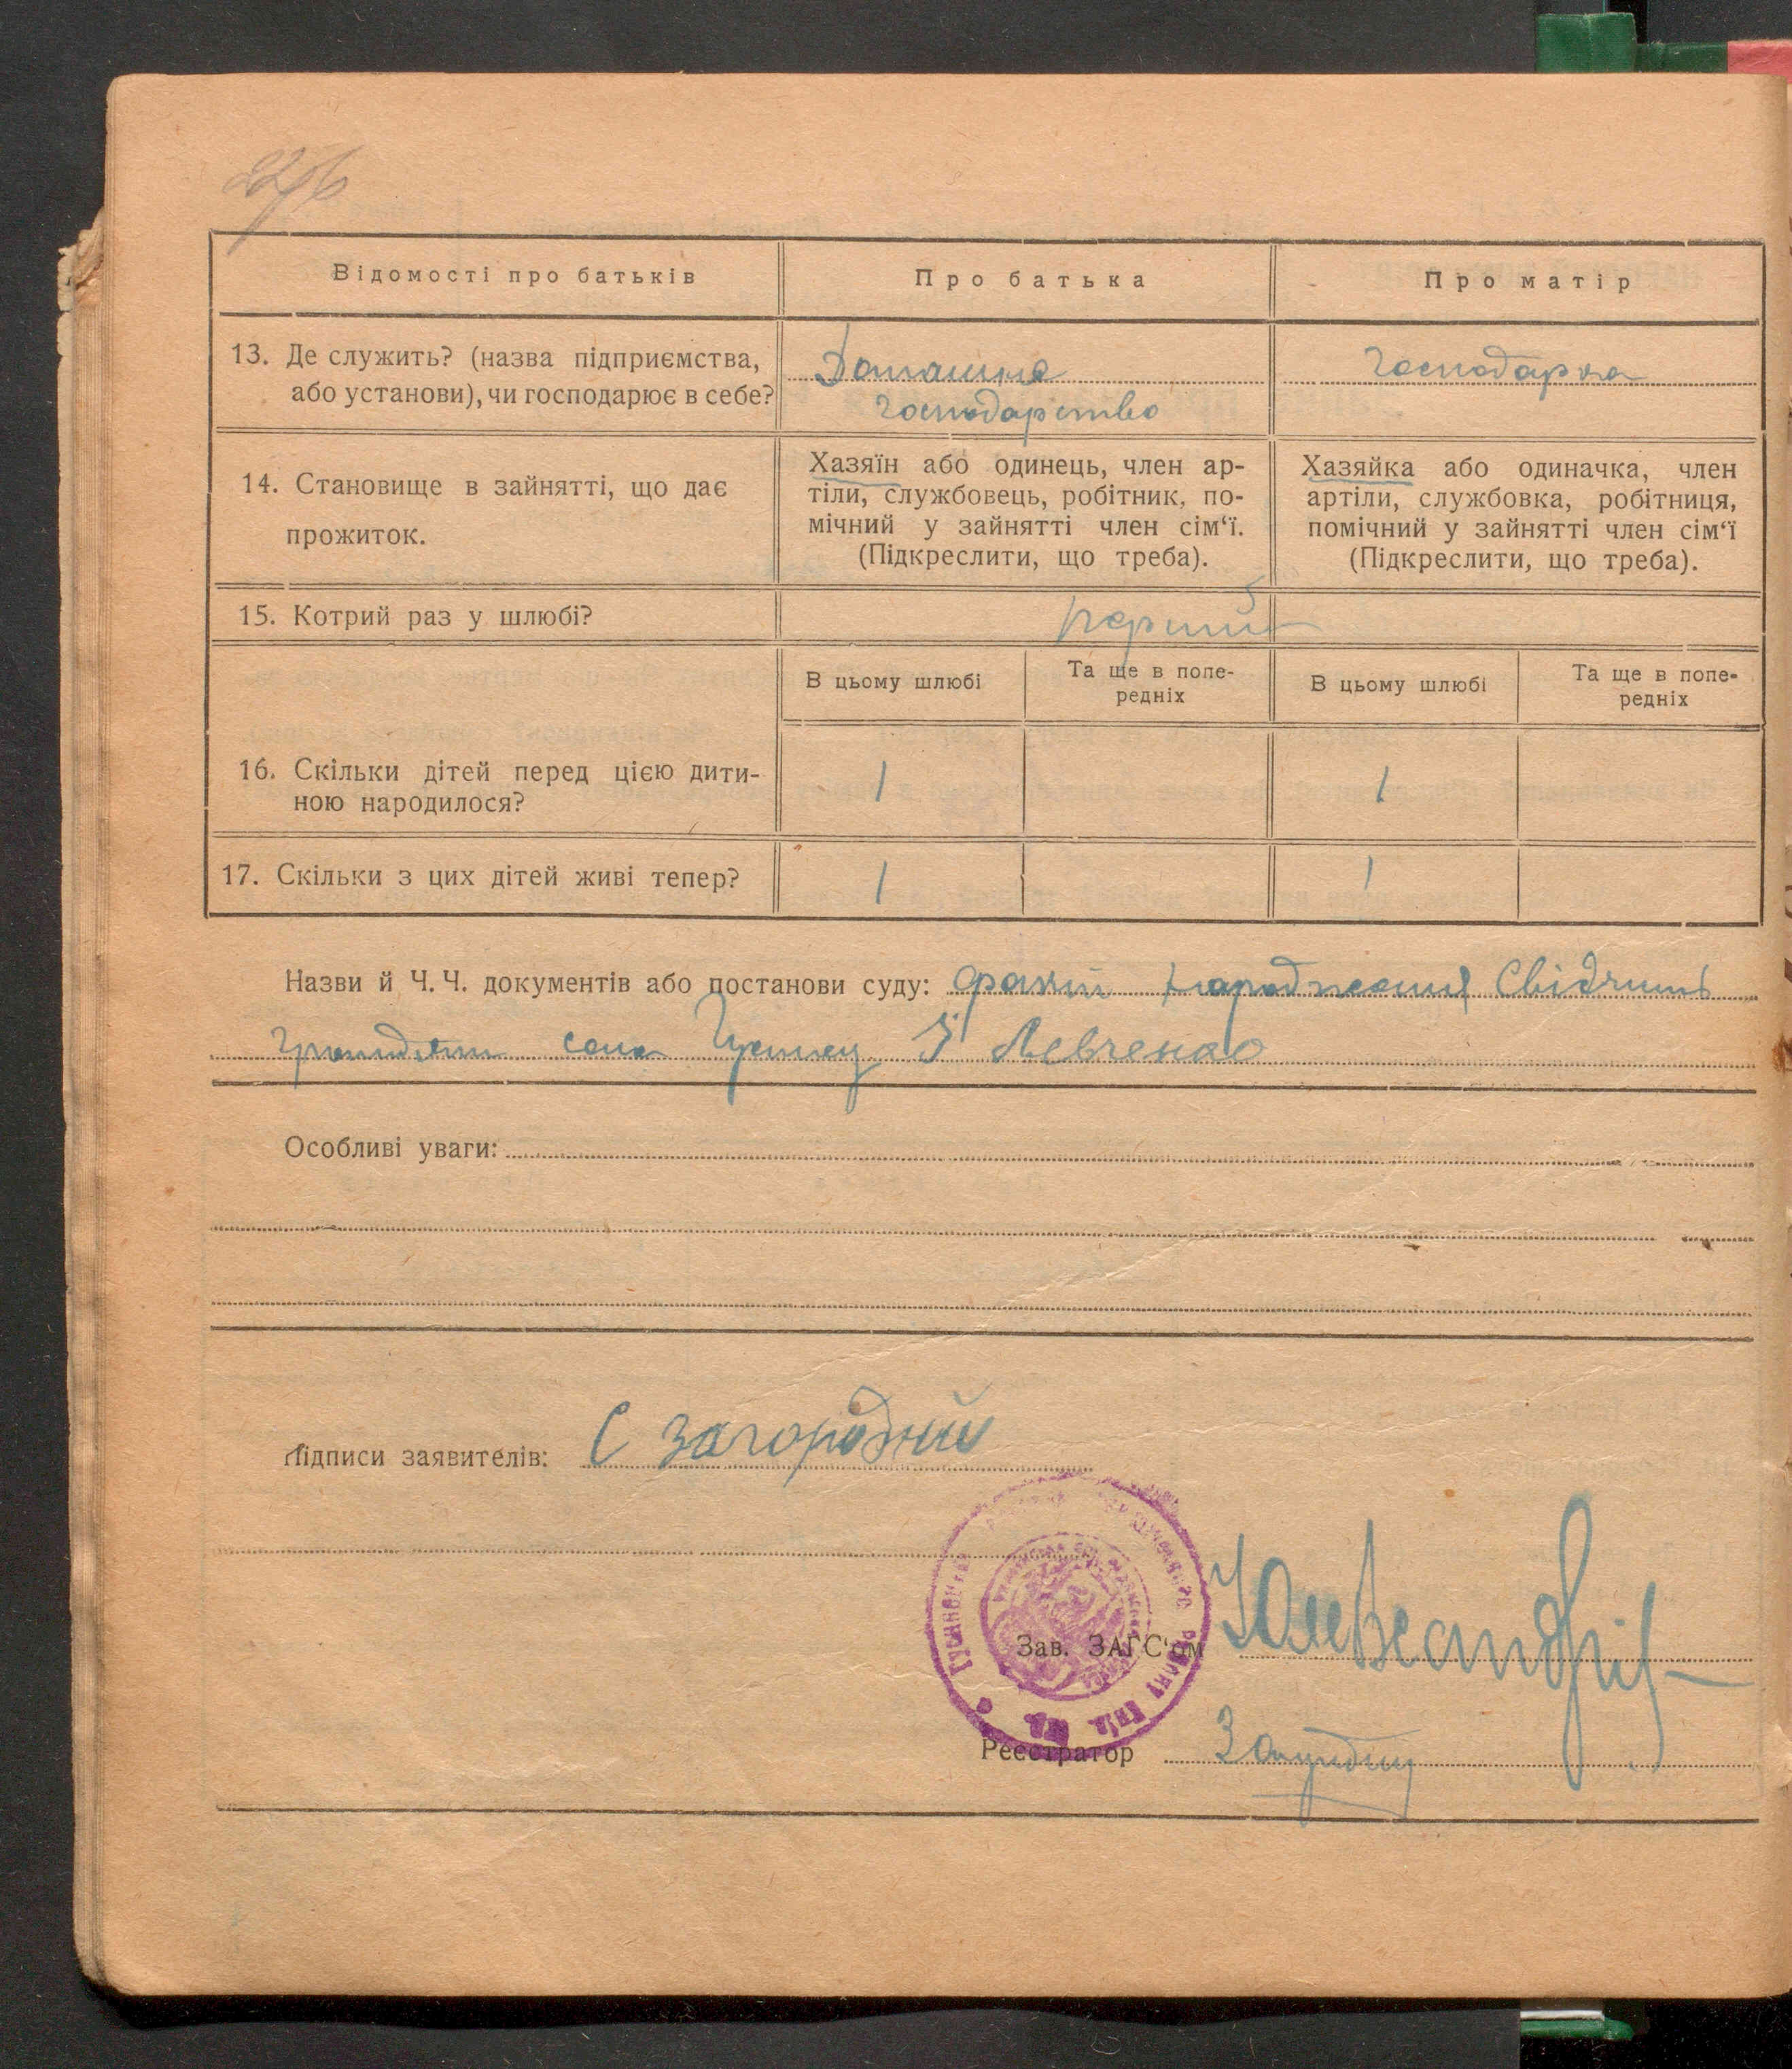 Відомості про батьків
Про батька
Про матір
13. Де служить? (назва підприємства,
або установи), чи господарює в себе?
Домашнє
господарство
господарка
14. Становище в зайнятті, що дає
прожиток.
Хазяїн або одинець, член ар-
тіли, службовець, робітник, по-
мічний у зайнятті член сім‘ї.
(Підкреслити, що треба).
Хазяйка або одиначка, член
артіли, службовка, робітниця,
помічний у зайнятті член сім‘ї
(Підкреслити, що треба).
15. Котрий раз у шлюбі?
перший
В цьому шлюбі
Та ще в попе-
редніх
В цьому шлюбі
Та ще в попе-
редніх
16. Скільки дітей перед цією дити-
ною народилося?
1
1
17. Скільки з цих дітей живі тепер?
1
1
Назви й Ч. Ч. документів або постанови суду: народження Свідчить
Левченко
Особливі уваги:
Підписи заявителів: С Загородній
Зав. ЗАГС‘ом
Реєстратор